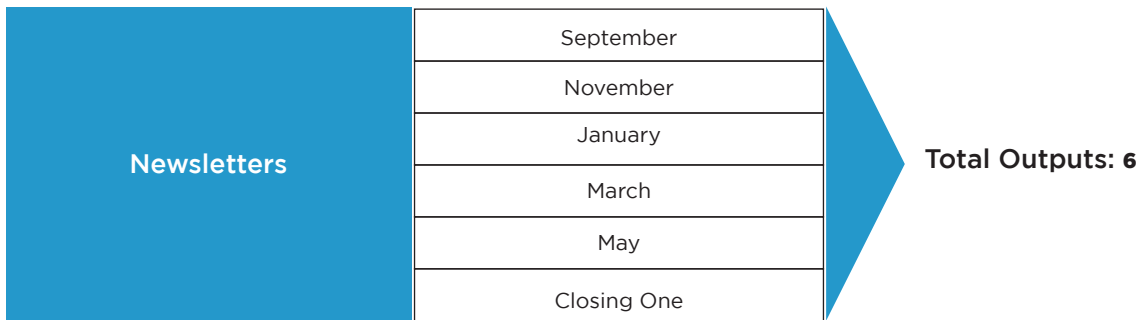 Newsletters
September
November
January
March
May
Closing One
Total Outputs: 6